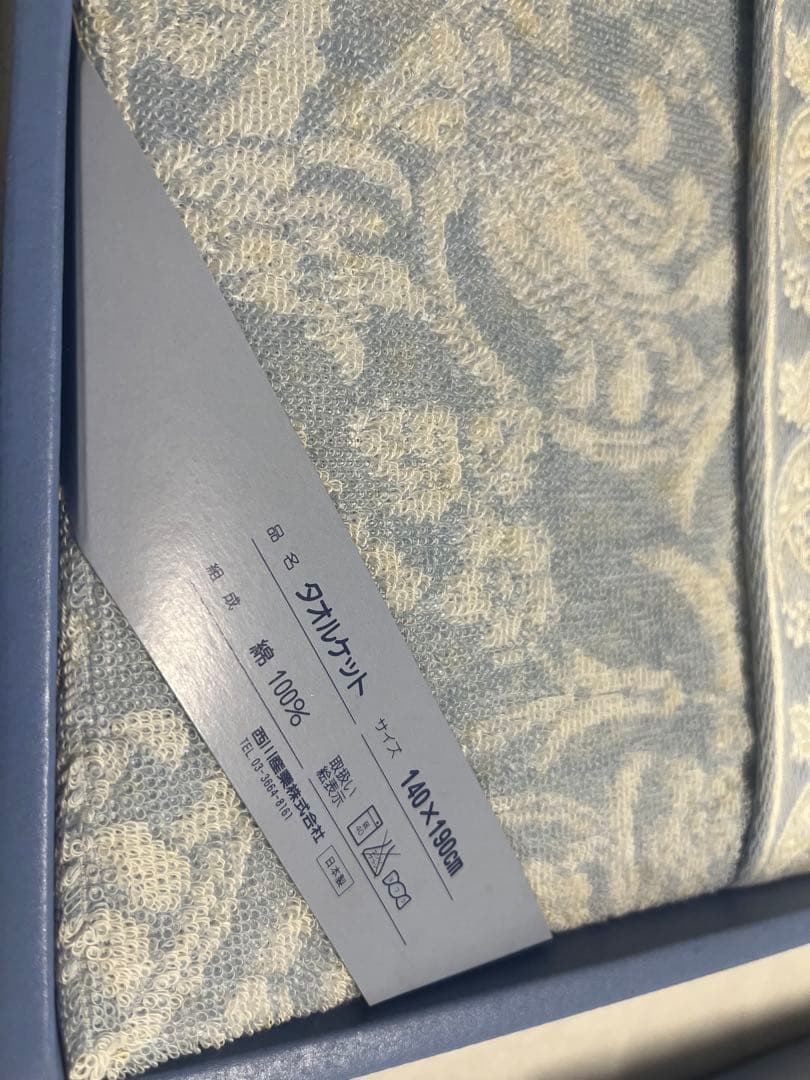 品名 タオルケット サイズ 140×190cm
組成 綿 100% 取扱い
絵表示
西川産業株式会社 日本製
TEL 03-3664-8161